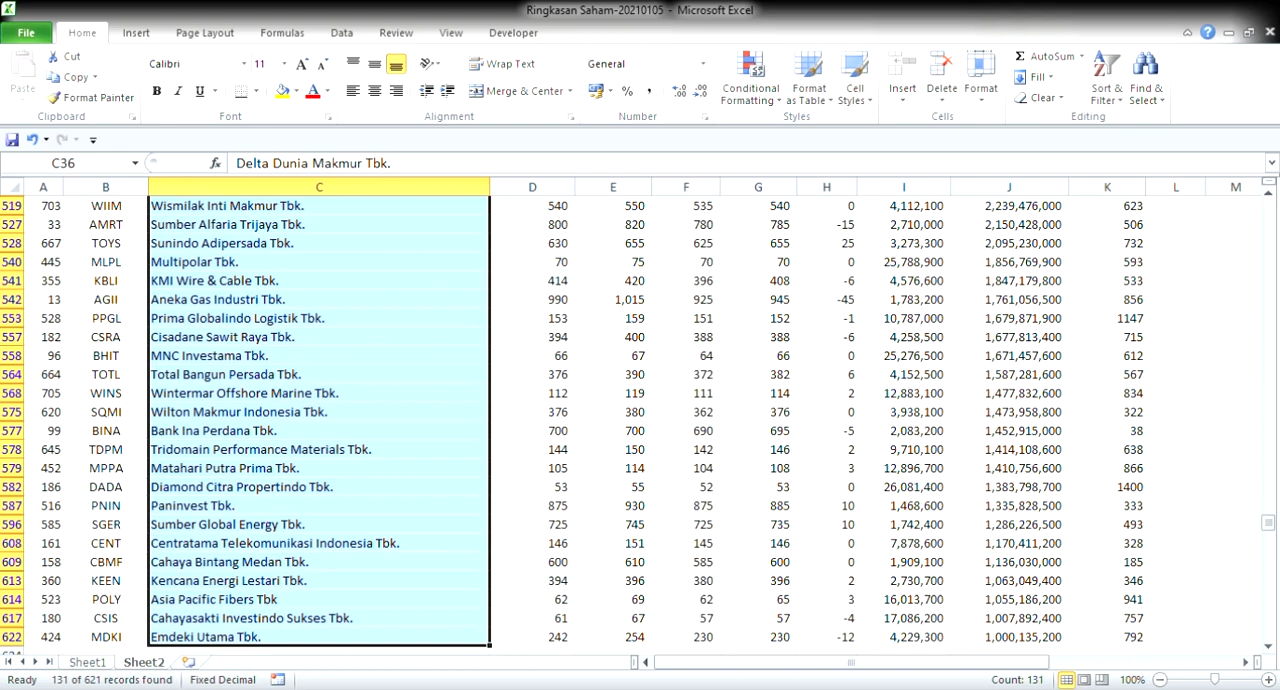 Ringkasan Saham-20210105 - Microsoft Excel
File Home Insert Page Layout Formulas Data Review View Developer
Cut Calibri 11 Wrap Text General Σ AutoSum
Paste Copy Fill
Format Painter B I U Merge & Center % , Conditional Formatting Format as Table Cell Styles Insert Delete Format Clear Sort & Filter Find & Select
Clipboard Font Alignment Number Styles Cells Editing
C36 fx Delta Dunia Makmur Tbk.
A B C D E F G H I J K L M
519 703 WIIM Wismilak Inti Makmur Tbk. 540 550 535 540 0 4,112,100 2,239,476,000 623
527 33 AMRT Sumber Alfaria Trijaya Tbk. 800 820 780 785 -15 2,710,000 2,150,428,000 506
528 667 TOYS Sunindo Adipersada Tbk. 630 655 625 655 25 3,273,300 2,095,230,000 732
540 445 MLPL Multipolar Tbk. 70 75 70 70 0 25,788,900 1,856,769,900 593
541 355 KBLI KMI Wire & Cable Tbk. 414 420 396 408 -6 4,576,600 1,847,179,800 533
542 13 AGII Aneka Gas Industri Tbk. 990 1,015 925 945 -45 1,783,200 1,761,056,500 856
553 528 PPGL Prima Globalindo Logistik Tbk. 153 159 151 152 -1 10,787,000 1,679,871,900 1147
557 182 CSRA Cisadane Sawit Raya Tbk. 394 400 388 388 -6 4,258,500 1,677,813,400 715
558 96 BHIT MNC Investama Tbk. 66 67 64 66 0 25,276,500 1,671,457,600 612
564 664 TOTL Total Bangun Persada Tbk. 376 390 372 382 6 4,152,500 1,587,281,600 567
568 705 WINS Wintermar Offshore Marine Tbk. 112 119 111 114 2 12,883,100 1,477,832,600 834
575 620 SQMI Wilton Makmur Indonesia Tbk. 376 380 362 376 0 3,938,100 1,473,958,800 322
577 99 BINA Bank Ina Perdana Tbk. 700 700 690 695 -5 2,083,200 1,452,915,000 38
578 645 TDPM Tridomain Performance Materials Tbk. 144 150 142 146 2 9,710,100 1,414,108,600 638
579 452 MPPA Matahari Putra Prima Tbk. 105 114 104 108 3 12,896,700 1,410,756,600 866
582 186 DADA Diamond Citra Propertindo Tbk. 53 55 52 53 0 26,081,400 1,383,798,700 1400
587 516 PNIN Paninvest Tbk. 875 930 875 885 10 1,468,600 1,335,828,500 333
596 585 SGER Sumber Global Energy Tbk. 725 745 725 735 10 1,742,400 1,286,226,500 493
608 161 CENT Centratama Telekomunikasi Indonesia Tbk. 146 151 145 146 0 7,878,600 1,170,411,200 328
609 158 CBMF Cahaya Bintang Medan Tbk. 600 610 585 600 0 1,909,100 1,136,030,000 185
613 360 KEEN Kencana Energi Lestari Tbk. 394 396 380 396 2 2,730,700 1,063,049,400 346
614 523 POLY Asia Pacific Fibers Tbk 62 69 62 65 3 16,013,700 1,055,186,200 941
617 180 CSIS Cahayasakti Investindo Sukses Tbk. 61 67 57 57 -4 17,086,200 1,007,892,400 757
622 424 MDKI Emdeki Utama Tbk. 242 254 230 230 -12 4,229,300 1,000,135,200 792
Sheet1 Sheet2
Ready 131 of 621 records found Fixed Decimal Count: 131 100%